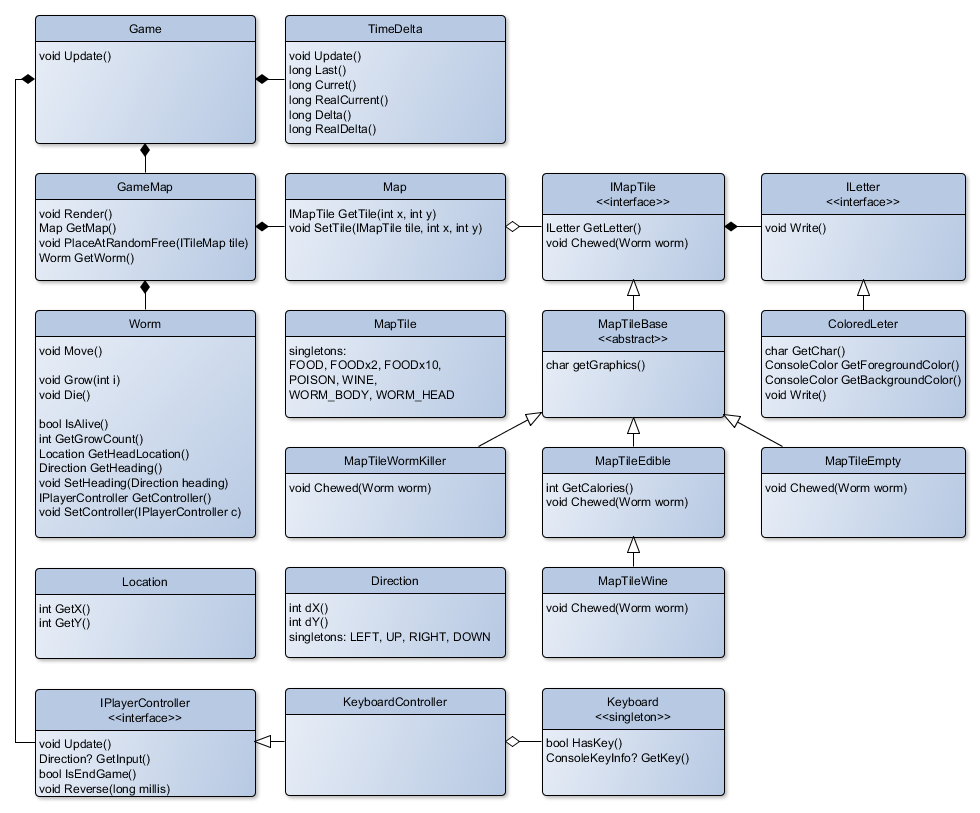 Game
void Update()
TimeDelta
void Update()
long Last()
long Curret()
long RealCurrent()
long Delta()
long RealDelta()
GameMap
void Render()
Map GetMap()
void PlaceAtRandomFree(ITileMap tile)
Worm GetWorm()
Map
IMapTile GetTile(int x, int y)
void SetTile(IMapTile tile, int x, int y)
IMapTile
<<interface>>
ILetter GetLetter()
void Chewed(Worm worm)
ILetter
<<interface>>
void Write()
Worm
void Move()
void Grow(int i)
void Die()
bool IsAlive()
int GetGrowCount()
Location GetHeadLocation()
Direction GetHeading()
void SetHeading(Direction heading)
IPlayerController GetController()
void SetController(IPlayerController c)
MapTile
singletons:
FOOD, FOODx2, FOODx10,
POISON, WINE,
WORM_BODY, WORM_HEAD
MapTileBase
<<abstract>>
char getGraphics()
ColoredLeter
char GetChar()
ConsoleColor GetForegroundColor()
ConsoleColor GetBackgroundColor()
void Write()
MapTileWormKiller
void Chewed(Worm worm)
MapTileEdible
int GetCalories()
void Chewed(Worm worm)
MapTileEmpty
void Chewed(Worm worm)
Location
int GetX()
int GetY()
Direction
int dX()
int dY()
singletons: LEFT, UP, RIGHT, DOWN
MapTileWine
void Chewed(Worm worm)
IPlayerController
<<interface>>
void Update()
Direction? GetInput()
bool IsEndGame()
void Reverse(long millis)
KeyboardController
Keyboard
<<singleton>>
bool HasKey()
ConsoleKeyInfo? GetKey()